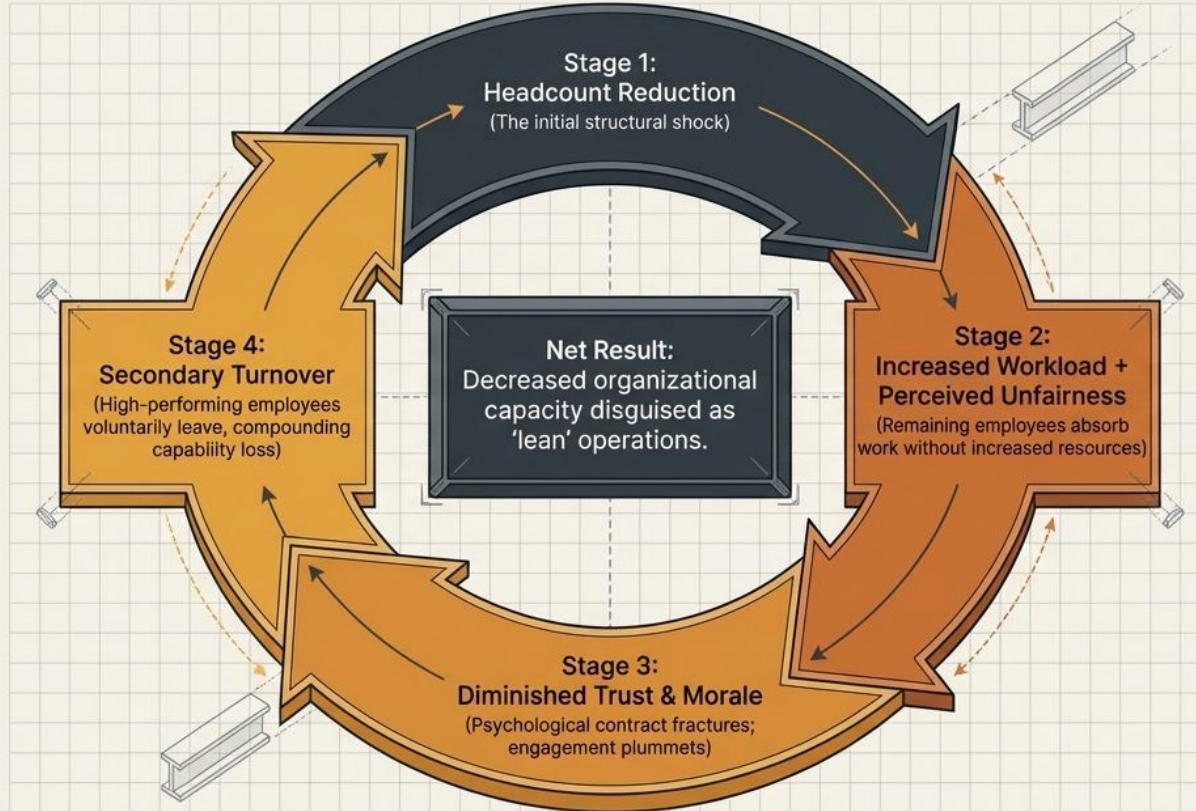 Stage 1:
Headcount Reduction
(The initial structural shock)
Stage 2:
Increased Workload +
Perceived Unfairness
(Remaining employees absorb
work without increased resources)
Stage 3:
Diminished Trust & Morale
(Psychological contract fractures;
engagement plummets)
Stage 4:
Secondary Turnover
(High-performing employees
voluntarily leave, compounding
capabiiity loss)
Net Result:
Decreased organizational
capacity disguised as
‘lean’ operations.